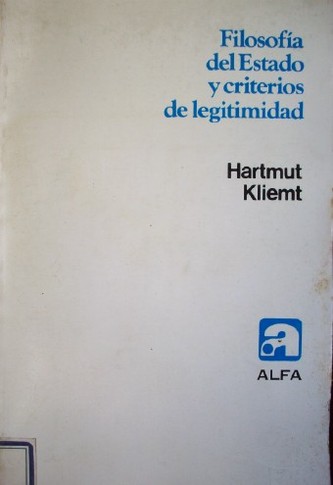 Filosofía
del Estado
y criterios
de legitimidad
Hartmut
Kliemt
a
ALFA